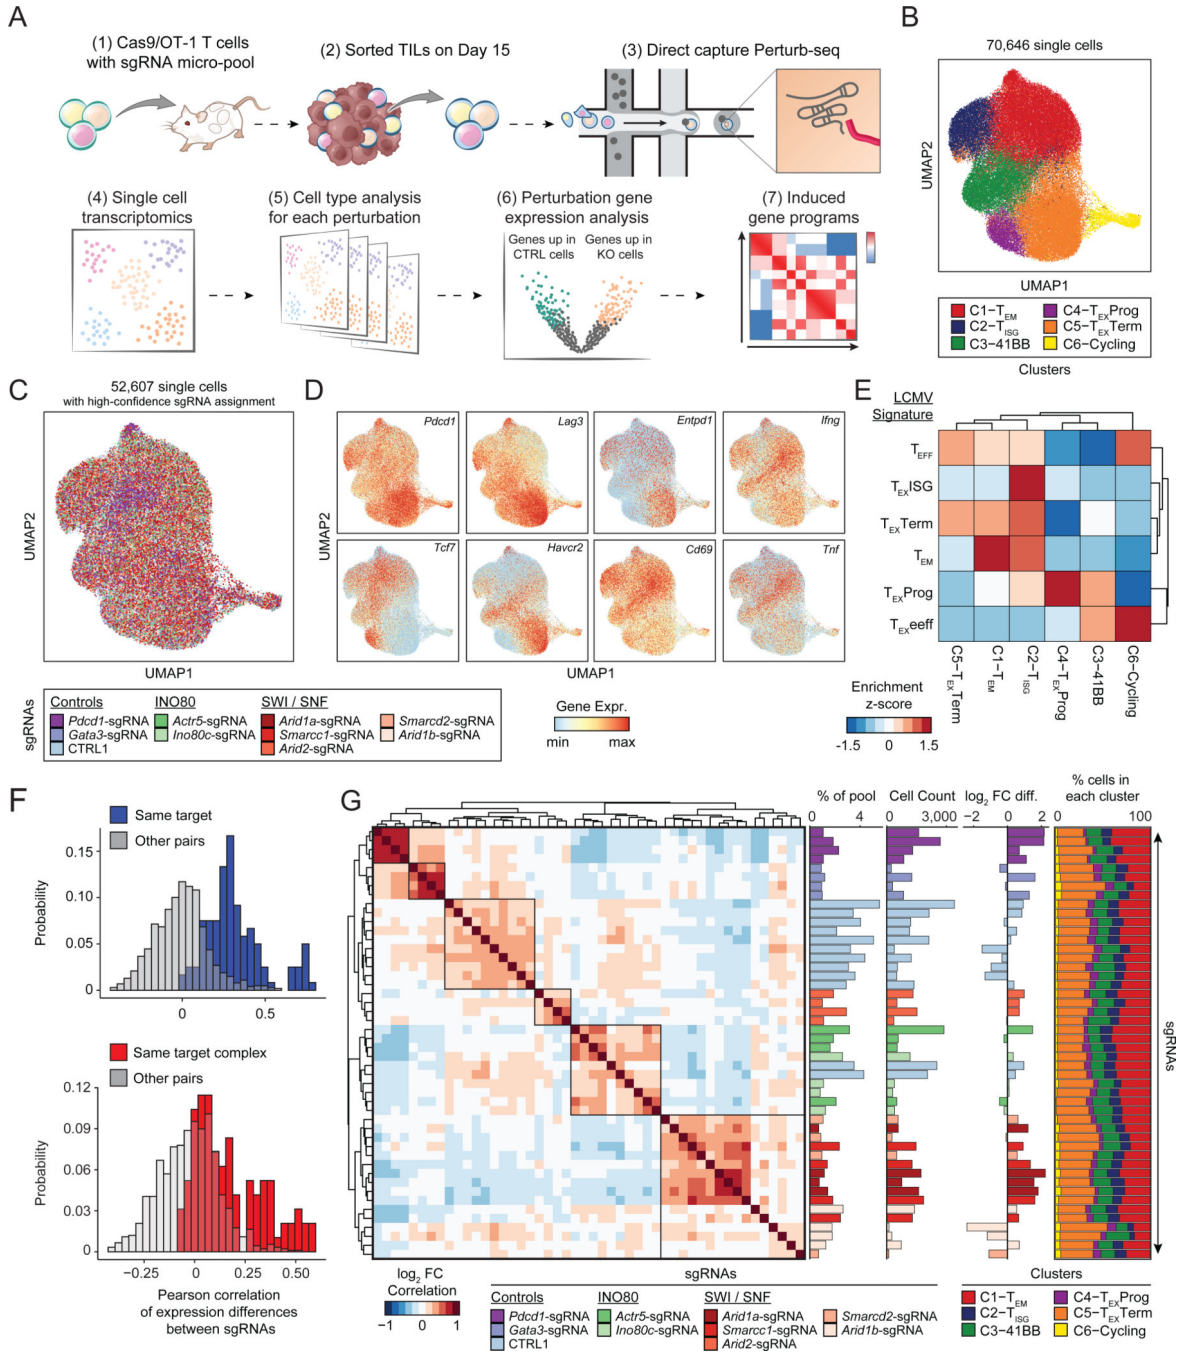 A
(1) Cas9/OT-1 T cells
with sgRNA micro-pool
(2) Sorted TILs on Day 15
(3) Direct capture Perturb-seq
(4) Single cell
transcriptomics
(5) Cell type analysis
for each perturbation
(6) Perturbation gene
expression analysis
Genes up in
CTRL cells
Genes up in
KO cells
(7) Induced
gene programs
B
70,646 single cells
UMAP2
UMAP1
C1−TEM
C2−TISG
C3−41BB
C4−TEXProg
C5−TEXTerm
C6−Cycling
Clusters
C
52,607 single cells
with high-confidence sgRNA assignment
UMAP2
UMAP1
sgRNAs
Controls
Pdcd1-sgRNA
Gata3-sgRNA
CTRL1
INO80
Actr5-sgRNA
Ino80c-sgRNA
SWI / SNF
Arid1a-sgRNA
Smarcc1-sgRNA
Arid2-sgRNA
Smarcd2-sgRNA
Arid1b-sgRNA
D
Pdcd1
Lag3
Entpd1
Ifng
Tcf7
Havcr2
Cd69
Tnf
UMAP2
UMAP1
Gene Expr.
min
max
E
LCMV
Signature
TEFF
TEXISG
TEXTerm
TEM
TEXProg
TEXeeff
C5−TEXTerm
C1−TEM
C2−TISG
C4−TEXProg
C3−41BB
C6−Cycling
Enrichment
z-score
−1.5 0 1.5
F
Same target
Other pairs
Probability
0.15
0.10
0.05
0
0 0.5
Same target complex
Other pairs
Probability
0.12
0.09
0.06
0.03
0
−0.25 0 0.25 0.50
Pearson correlation
of expression differences
between sgRNAs
G
% of pool
0 4
Cell Count
0 3,000
log2 FC diff.
−2 0 2
% cells in
each cluster
0 100
sgRNAs
sgRNAs
log2 FC
Correlation
−1 0 1
Controls
Pdcd1-sgRNA
Gata3-sgRNA
CTRL1
INO80
Actr5-sgRNA
Ino80c-sgRNA
SWI / SNF
Arid1a-sgRNA
Smarcc1-sgRNA
Arid2-sgRNA
Smarcd2-sgRNA
Arid1b-sgRNA
Clusters
C1−TEM
C2−TISG
C3−41BB
C4−TEXProg
C5−TEXTerm
C6−Cycling